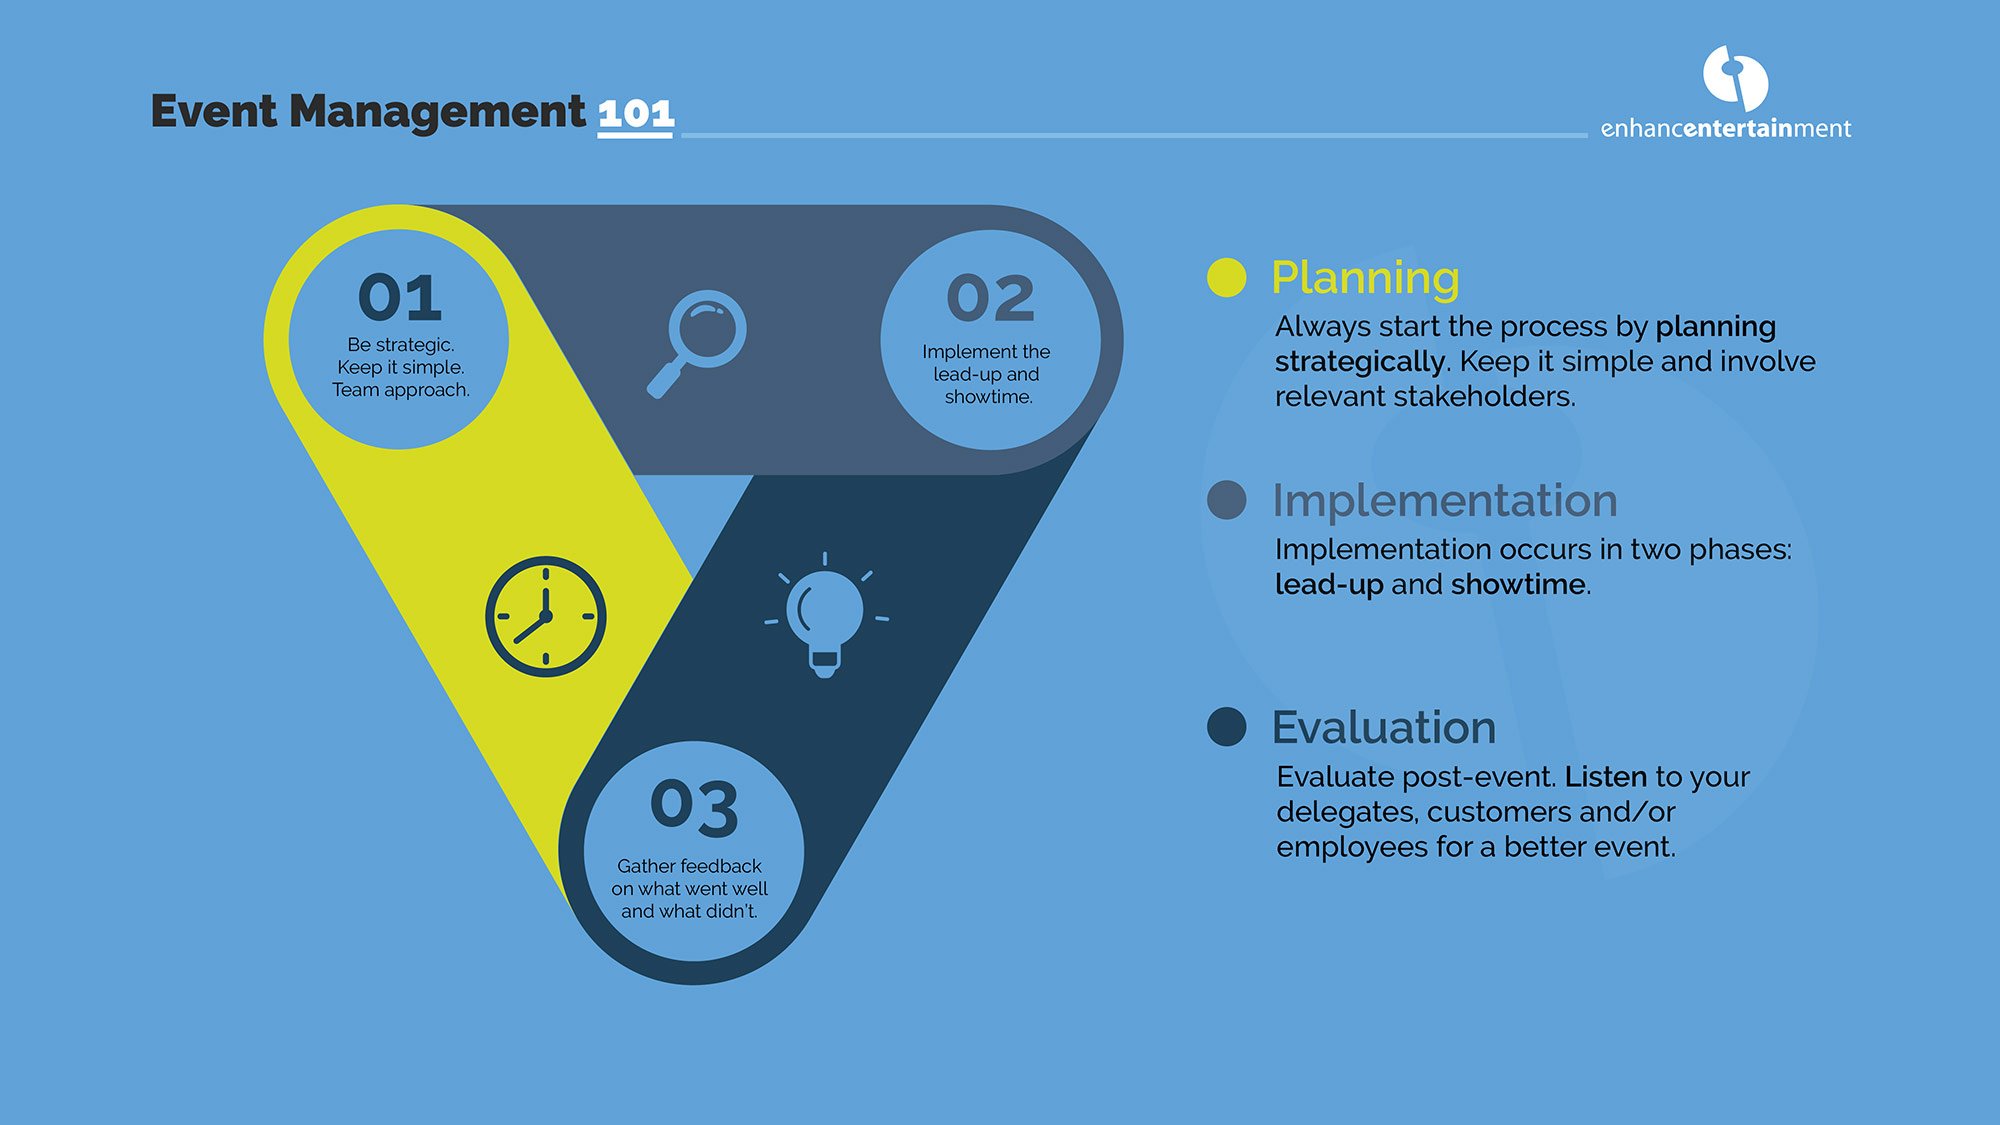 Event Management 101
enhancentertainment
01
Be strategic.
Keep it simple.
Team approach.
02
Implement the
lead-up and
showtime.
03
Gather feedback
on what went well
and what didn't.
Planning
Always start the process by planning
strategically. Keep it simple and involve
relevant stakeholders.
Implementation
Implementation occurs in two phases:
lead-up and showtime.
Evaluation
Evaluate post-event. Listen to your
delegates, customers and/or
employees for a better event.